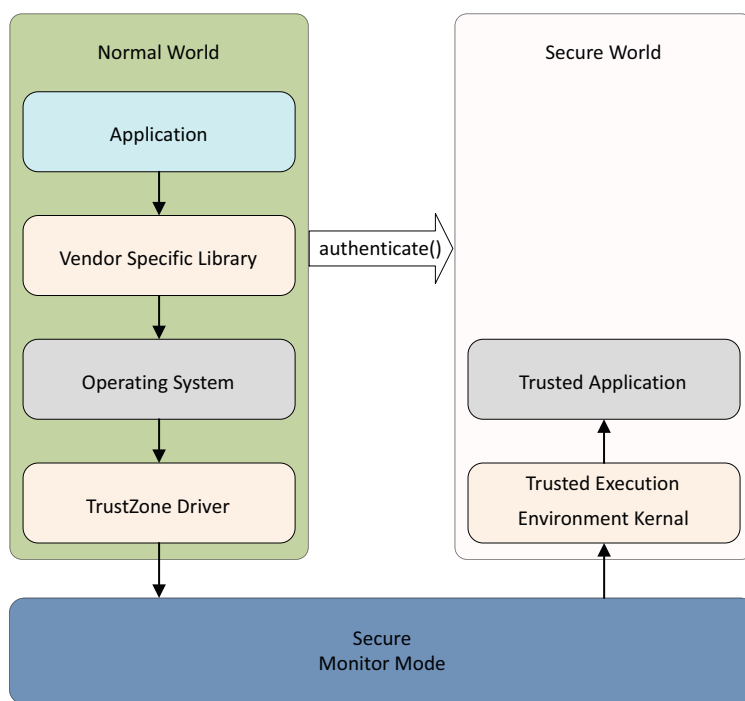 Normal World
Application
Vendor Specific Library
Operating System
TrustZone Driver
authenticate()
Secure World
Trusted Application
Trusted Execution
Environment Kernal
Secure
Monitor Mode